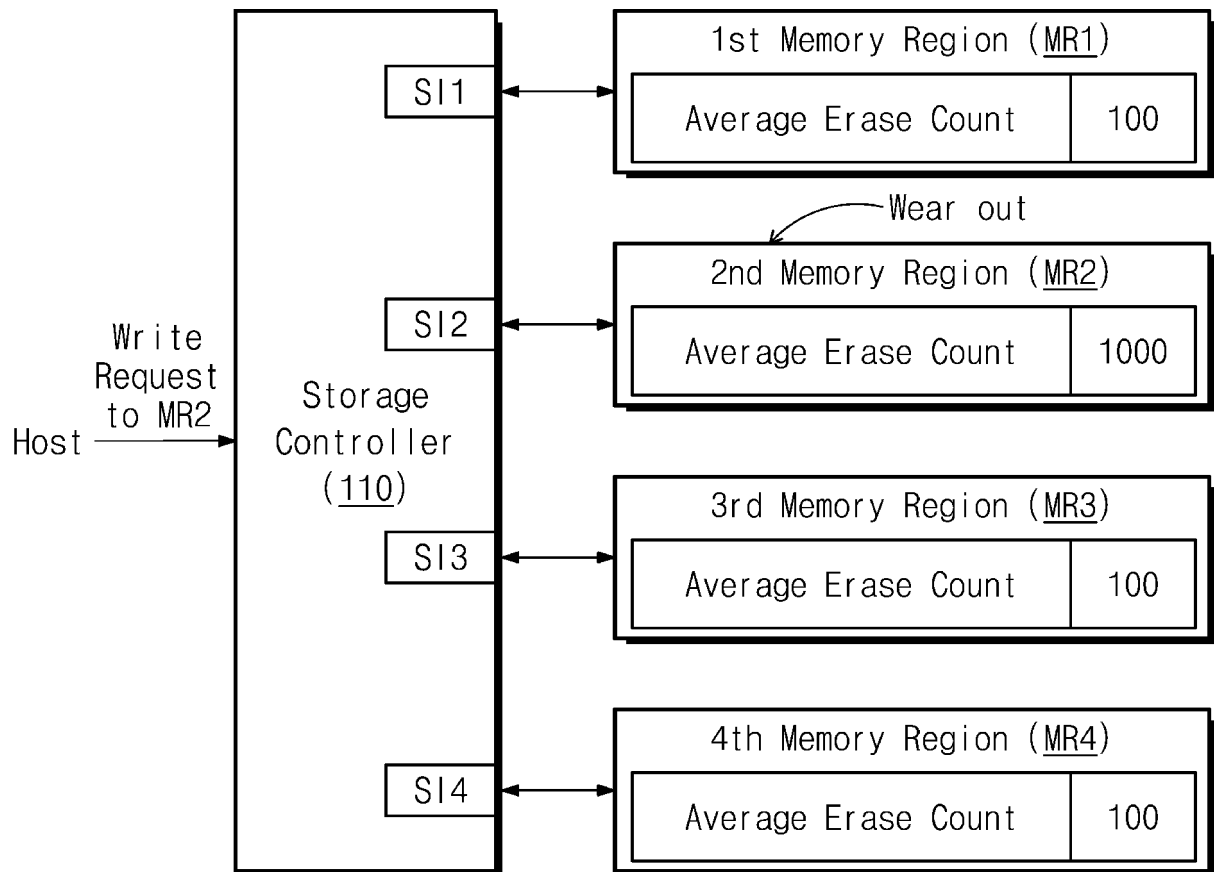 1st Memory Region (MR1)
SI1
Average Erase Count 100
Wear out
2nd Memory Region (MR2)
SI2
Average Erase Count 1000
Write
Request
to MR2
Host
Storage
Controller
(110)
3rd Memory Region (MR3)
SI3
Average Erase Count 100
4th Memory Region (MR4)
SI4
Average Erase Count 100